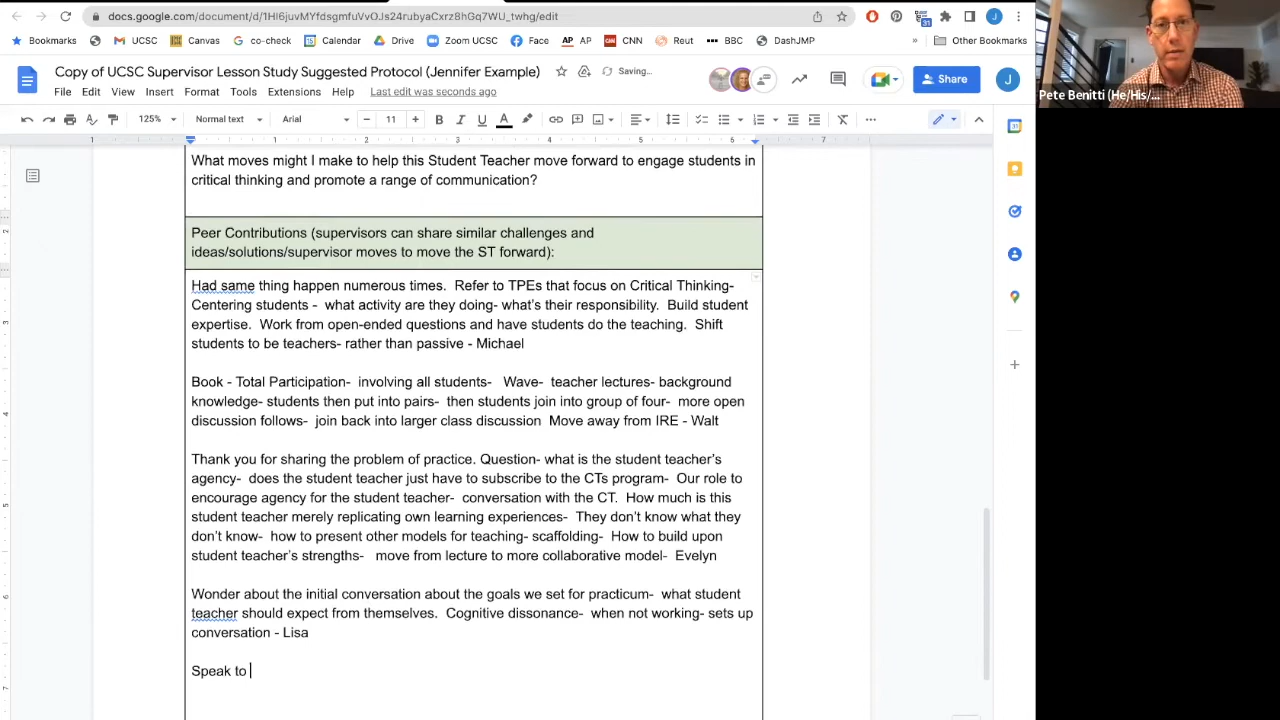 docs.google.com/document/d/1HI6juvMYfdsgmfuVvOJs24rubyaCxrz8hGq7WU_twhg/edit
Bookmarks UCSC Canvas co-check Calendar Drive Zoom UCSC Face AP AP CNN Reut BBC DashJMP » Other Bookmarks
Copy of UCSC Supervisor Lesson Study Suggested Protocol (Jennifer Example) Saving...
File Edit View Insert Format Tools Extensions Help Last edit was seconds ago
Share
J
125% Normal text Arial 11 B I U A
Pete Benitti (He/His/...
What moves might I make to help this Student Teacher move forward to engage students in
critical thinking and promote a range of communication?
Peer Contributions (supervisors can share similar challenges and
ideas/solutions/supervisor moves to move the ST forward):
Had same thing happen numerous times. Refer to TPEs that focus on Critical Thinking-
Centering students - what activity are they doing- what's their responsibility. Build student
expertise. Work from open-ended questions and have students do the teaching. Shift
students to be teachers- rather than passive - Michael
Book - Total Participation- involving all students- Wave- teacher lectures- background
knowledge- students then put into pairs- then students join into group of four- more open
discussion follows- join back into larger class discussion Move away from IRE - Walt
Thank you for sharing the problem of practice. Question- what is the student teacher's
agency- does the student teacher just have to subscribe to the CTs program- Our role to
encourage agency for the student teacher- conversation with the CT. How much is this
student teacher merely replicating own learning experiences- They don't know what they
don't know- how to present other models for teaching- scaffolding- How to build upon
student teacher's strengths- move from lecture to more collaborative model- Evelyn
Wonder about the initial conversation about the goals we set for practicum- what student
teacher should expect from themselves. Cognitive dissonance- when not working- sets up
conversation - Lisa
Speak to